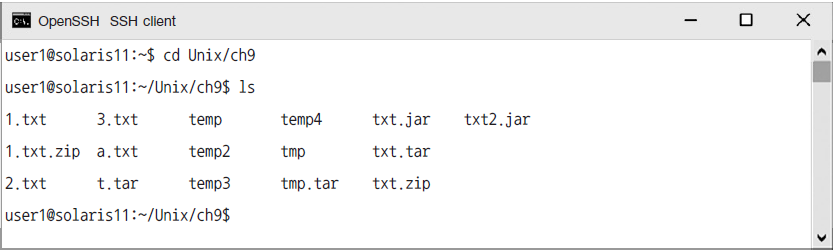 OpenSSH SSH client
user1@solaris11:~$ cd Unix/ch9
user1@solaris11:~/Unix/ch9$ ls
1.txt 3.txt temp temp4 txt.jar txt2.jar
1.txt.zip a.txt temp2 tmp txt.tar
2.txt t.tar temp3 tmp.tar txt.zip
user1@solaris11:~/Unix/ch9$